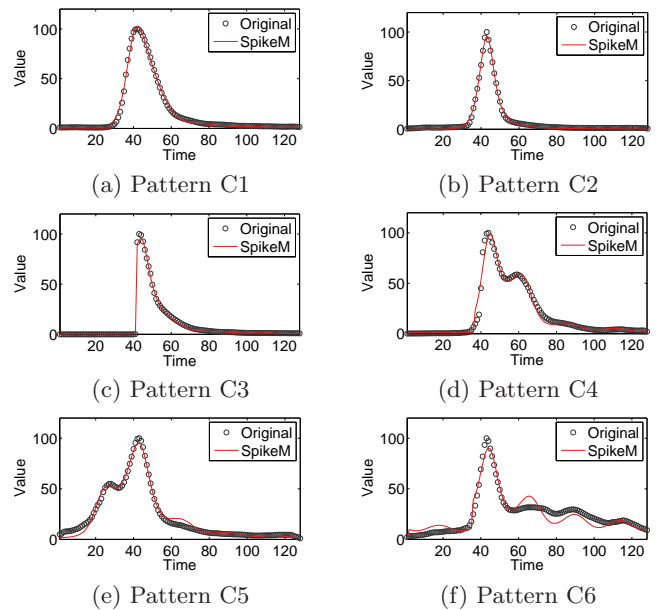 100
50
0
Value
Original
SpikeM
20 40 60 80 100 120
Time
(a) Pattern C1
100
50
0
Value
Original
SpikeM
20 40 60 80 100 120
Time
(b) Pattern C2
100
50
0
Value
Original
SpikeM
20 40 60 80 100 120
Time
(c) Pattern C3
100
50
0
Value
Original
SpikeM
20 40 60 80 100 120
Time
(d) Pattern C4
100
50
0
Value
Original
SpikeM
20 40 60 80 100 120
Time
(e) Pattern C5
100
50
0
Value
Original
SpikeM
20 40 60 80 100 120
Time
(f) Pattern C6